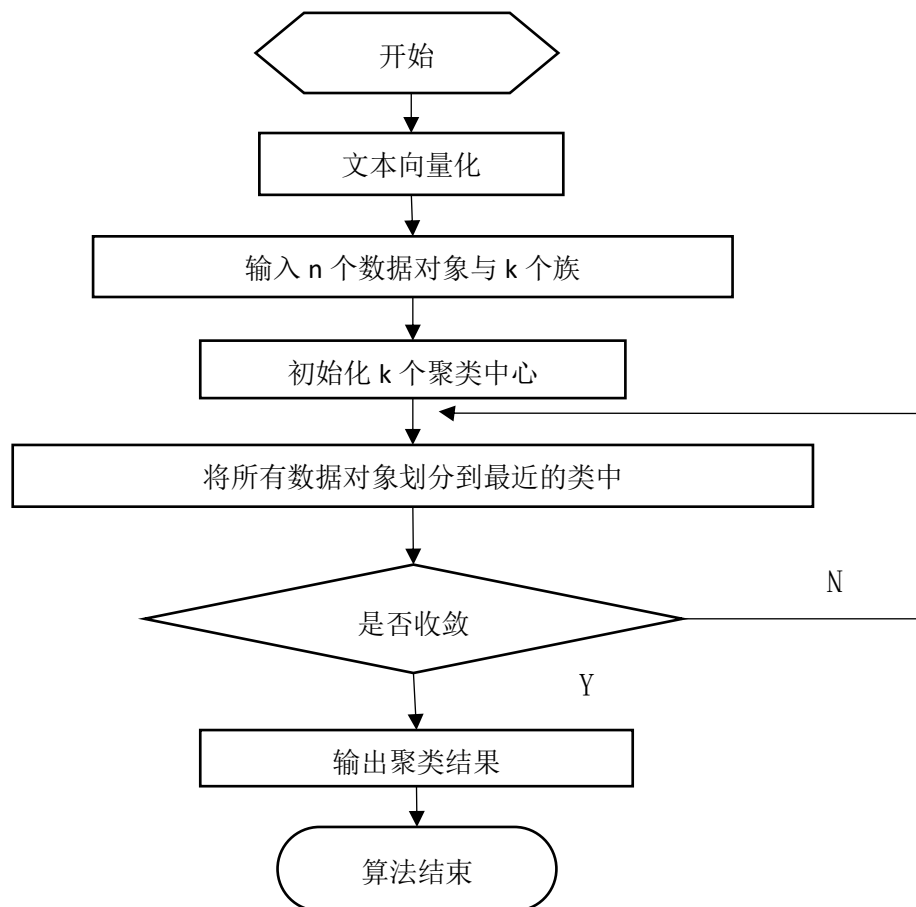 开始
文本向量化
输入 n 个数据对象与 k 个族
初始化 k 个聚类中心
将所有数据对象划分到最近的类中
是否收敛
N
Y
输出聚类结果
算法结束